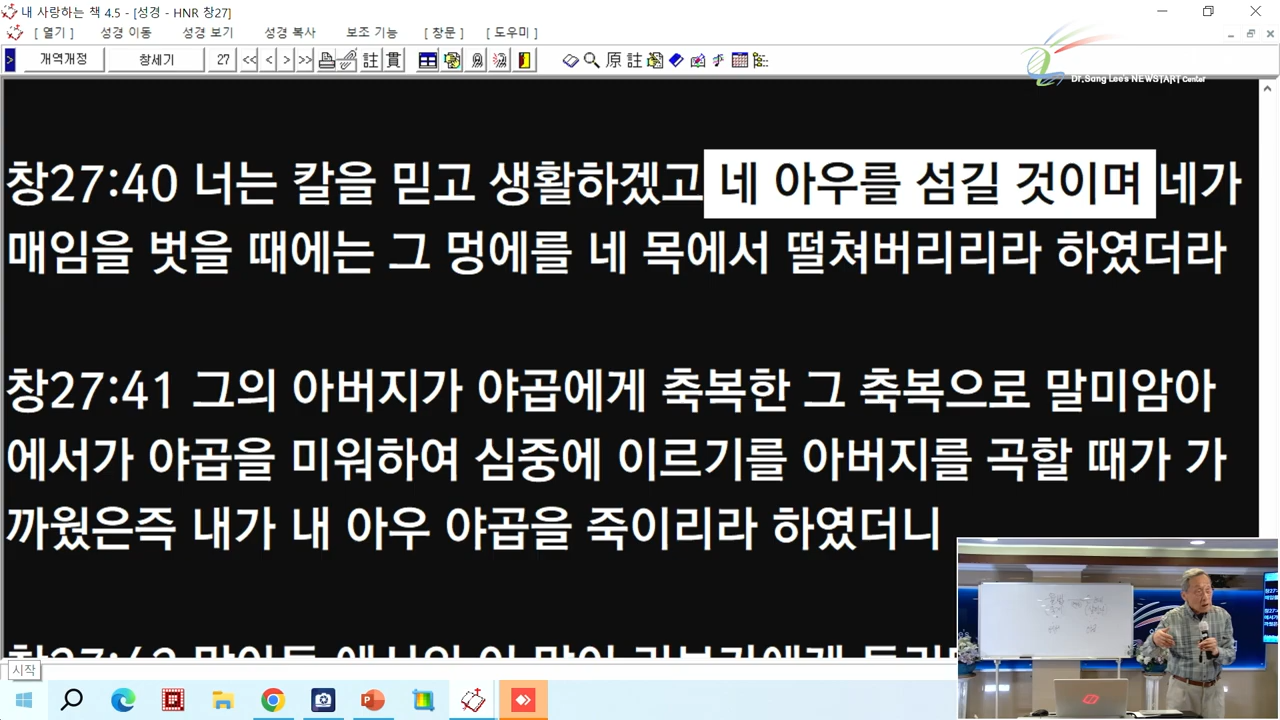 내 사랑하는 책 4.5 - [성경 - HNR 창27]
[ 열기 ] 성경 이동 성경 보기 성경 복사 보조 기능 [ 창문 ] [ 도우미 ]
개역개정 창세기 27 << < > >> 註 貫 原 註
Dr.Sang Lee's NEWSTART Center
창27:40 너는 칼을 믿고 생활하겠고 네 아우를 섬길 것이며 네가
매임을 벗을 때에는 그 멍에를 네 목에서 떨쳐버리리라 하였더라
창27:41 그의 아버지가 야곱에게 축복한 그 축복으로 말미암아
에서가 야곱을 미워하여 심중에 이르기를 아버지를 곡할 때가 가
까웠은즉 내가 내 아우 야곱을 죽이리라 하였더니
시작